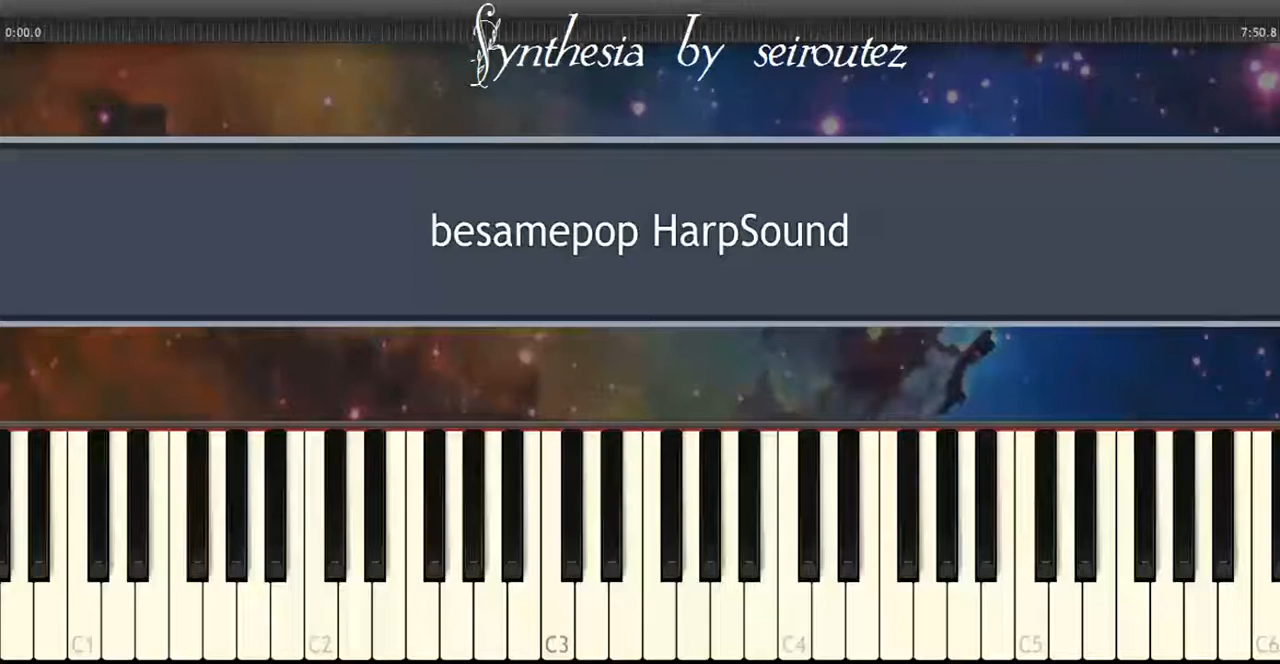 Synthesia by seiroutez
0:00.0
7:50.8
besamepop HarpSound
C1
C2
C3
C4
C5
C6